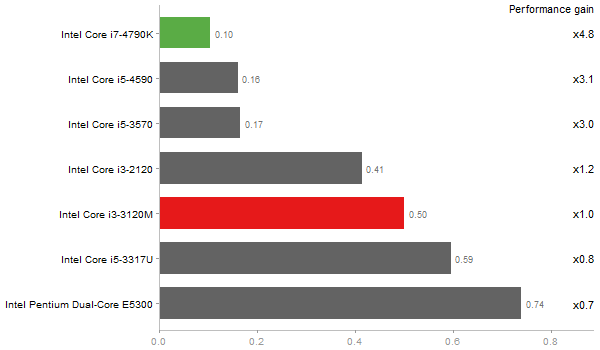 Performance gain
Intel Core i7-4790K 0.10 x4.8
Intel Core i5-4590 0.16 x3.1
Intel Core i5-3570 0.17 x3.0
Intel Core i3-2120 0.41 x1.2
Intel Core i3-3120M 0.50 x1.0
Intel Core i5-3317U 0.59 x0.8
Intel Pentium Dual-Core E5300 0.74 x0.7
0.0 0.2 0.4 0.6 0.8